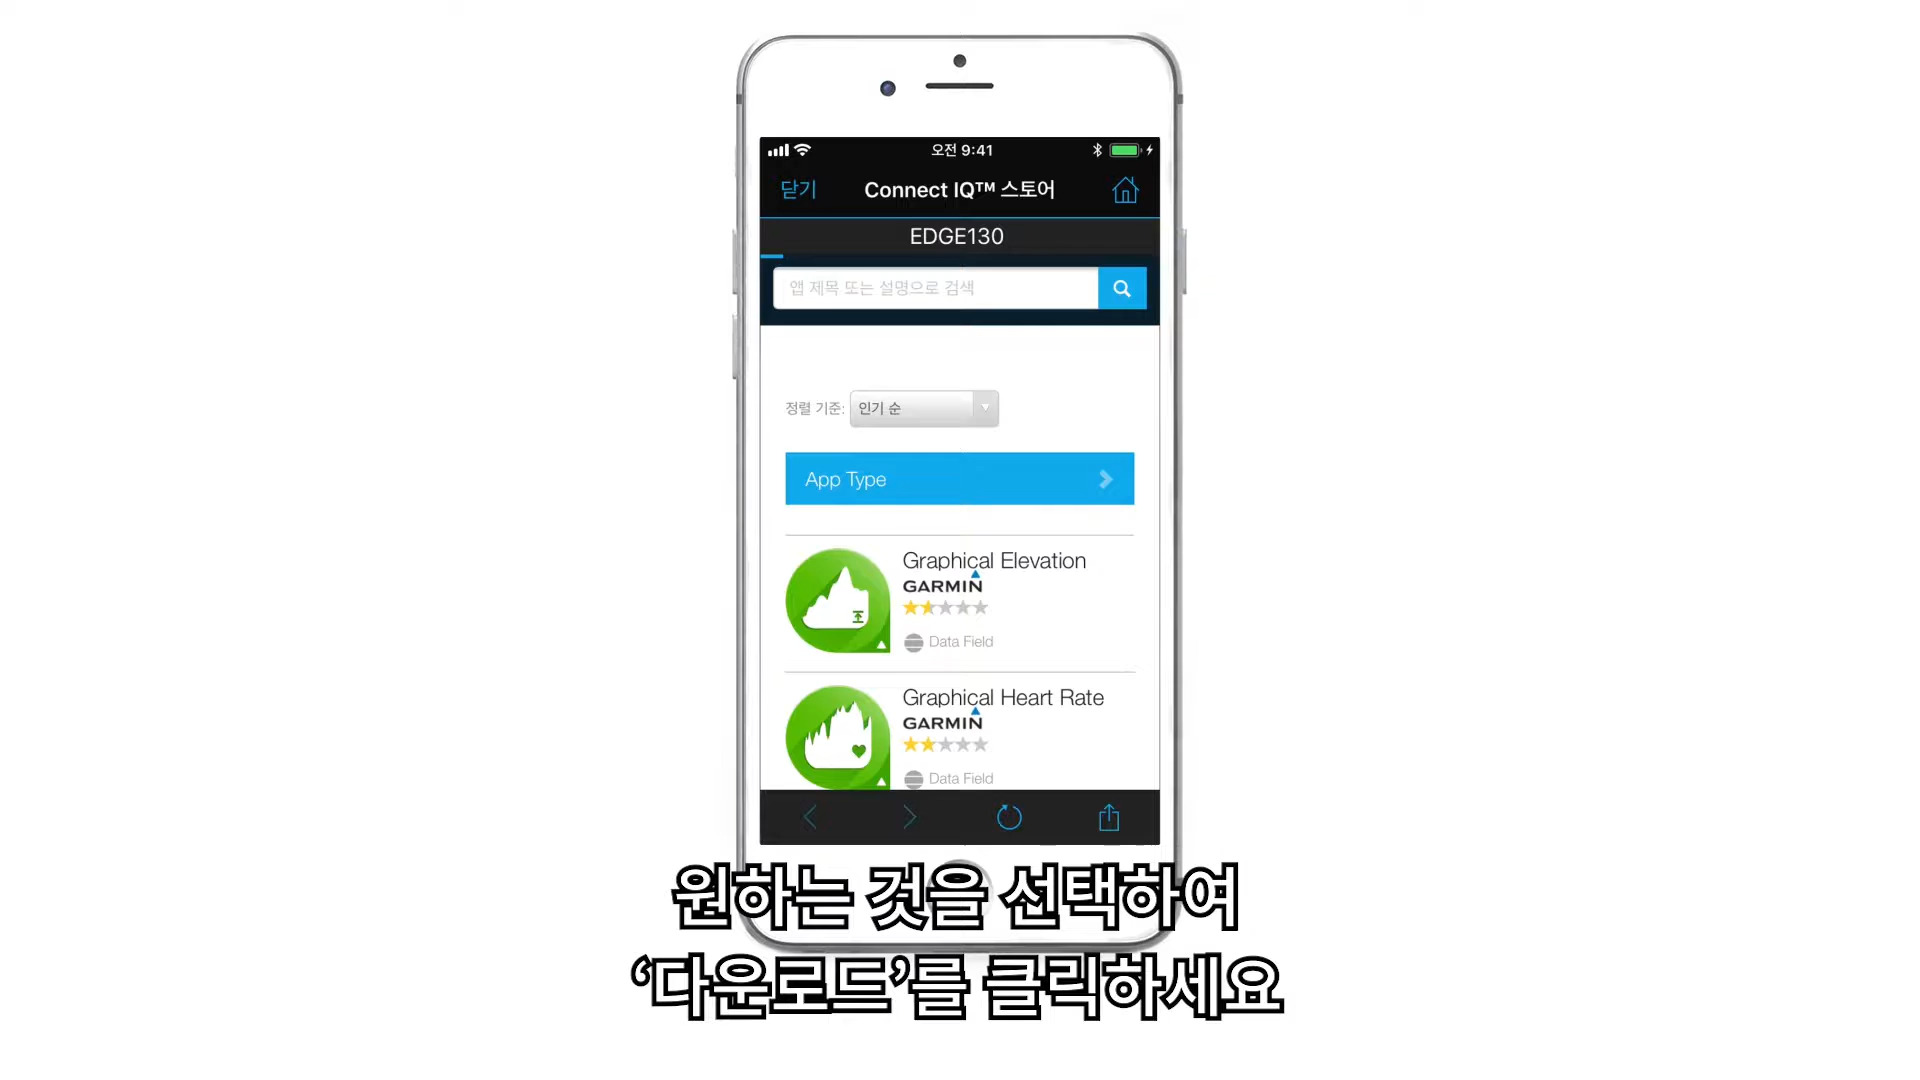 오전 9:41
닫기
Connect IQ™ 스토어
EDGE130
앱 제목 또는 설명으로 검색
정렬 기준: 인기 순
App Type
Graphical Elevation
GARMIN
Data Field
Graphical Heart Rate
GARMIN
Data Field
원하는 것을 선택하여
‘다운로드’를 클릭하세요